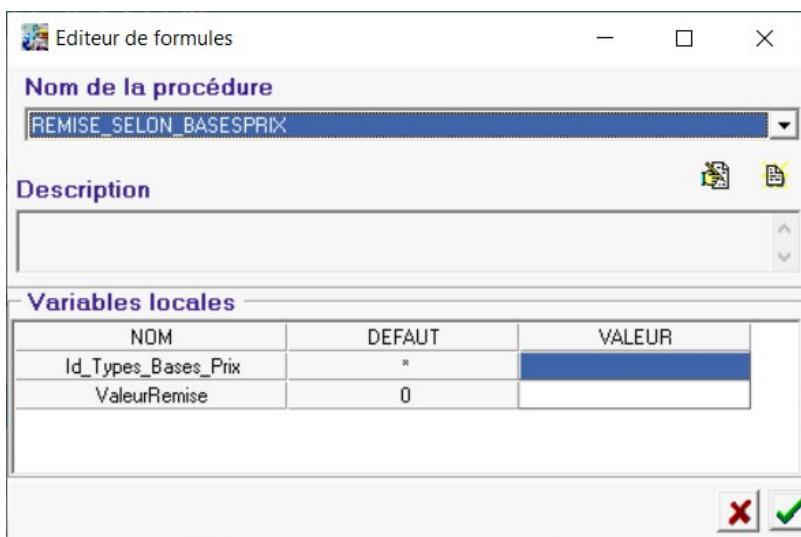 Editeur de formules
Nom de la procédure
REMISE_SELON_BASESPRIX
Description
Variables locales
NOM DEFAUT VALEUR
Id_Types_Bases_Prix *
ValeurRemise 0